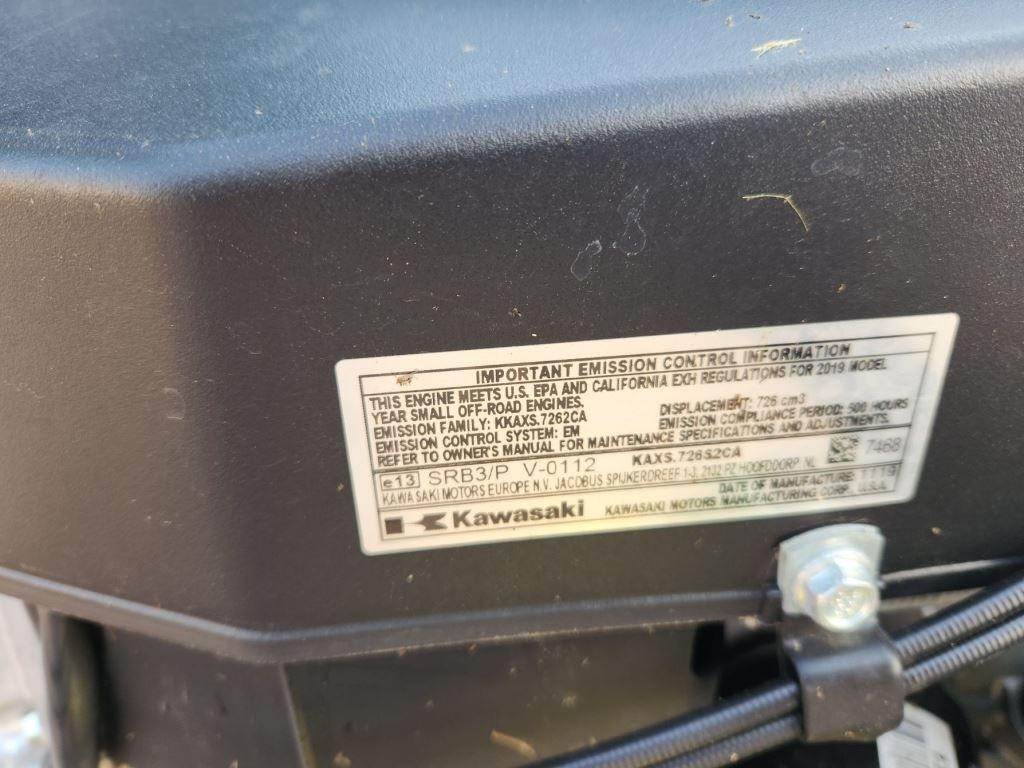 IMPORTANT EMISSION CONTROL INFORMATION
THIS ENGINE MEETS U.S. EPA AND CALIFORNIA EXH REGULATIONS FOR 2019 MODEL
YEAR SMALL OFF-ROAD ENGINES.
EMISSION FAMILY: KKAXS.7262CA DISPLACEMENT: 726 cm3
EMISSION CONTROL SYSTEM: EM EMISSION COMPLIANCE PERIOD: 500 HOURS
REFER TO OWNER'S MANUAL FOR MAINTENANCE SPECIFICATIONS AND ADJUSTMENTS.
e13 SRB3/P V-0112 KAXS.726S2CA 7468
KAWASAKI MOTORS EUROPE N.V. JACOBUS SPIJKERDREEF 1-3, 2132 PZ HOOFDDORP, NL
DATE OF MANUFACTURE: 1119
Kawasaki KAWASAKI MOTORS MANUFACTURING CORP., U.S.A.